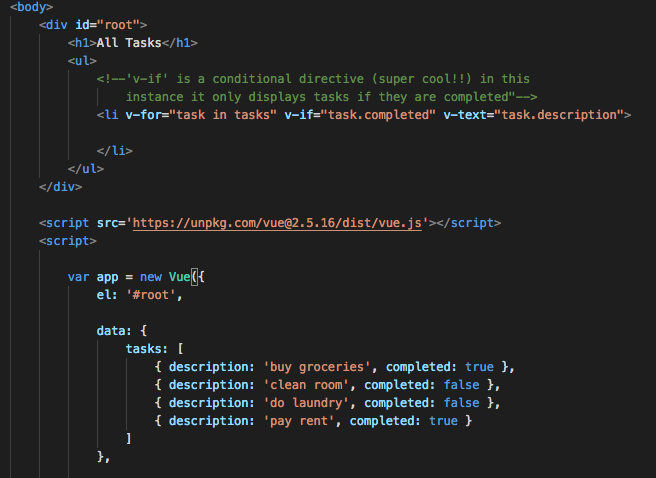 <body>
<div id="root">
<h1>All Tasks</h1>
<ul>
<!--'v-if' is a conditional directive (super cool!!) in this
instance it only displays tasks if they are completed"-->
<li v-for="task in tasks" v-if="task.completed" v-text="task.description">
</li>
</ul>
</div>
<script src='https://unpkg.com/vue@2.5.16/dist/vue.js'></script>
<script>
var app = new Vue({
el: '#root',
data: {
tasks: [
{ description: 'buy groceries', completed: true },
{ description: 'clean room', completed: false },
{ description: 'do laundry', completed: false },
{ description: 'pay rent', completed: true }
]
},